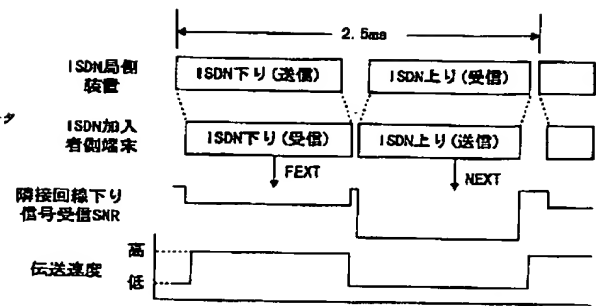 2.5ms
ISDN局側
装置
ISDN下り(送信)
ISDN上り(受信)
ISDN加入
者側端末
ISDN下り(受信)
ISDN上り(送信)
FEXT
NEXT
隣接回線下り
信号受信SNR
伝送速度
高
低